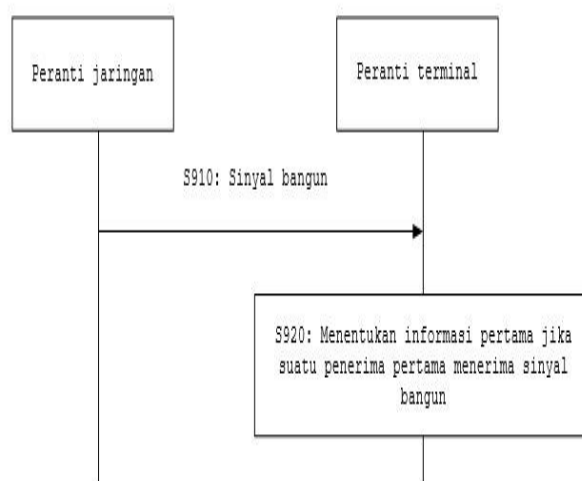 Peranti jaringan
Peranti terminal
S910: Sinyal bangun
S920: Menentukan informasi pertama jika
suatu penerima pertama menerima sinyal
bangun